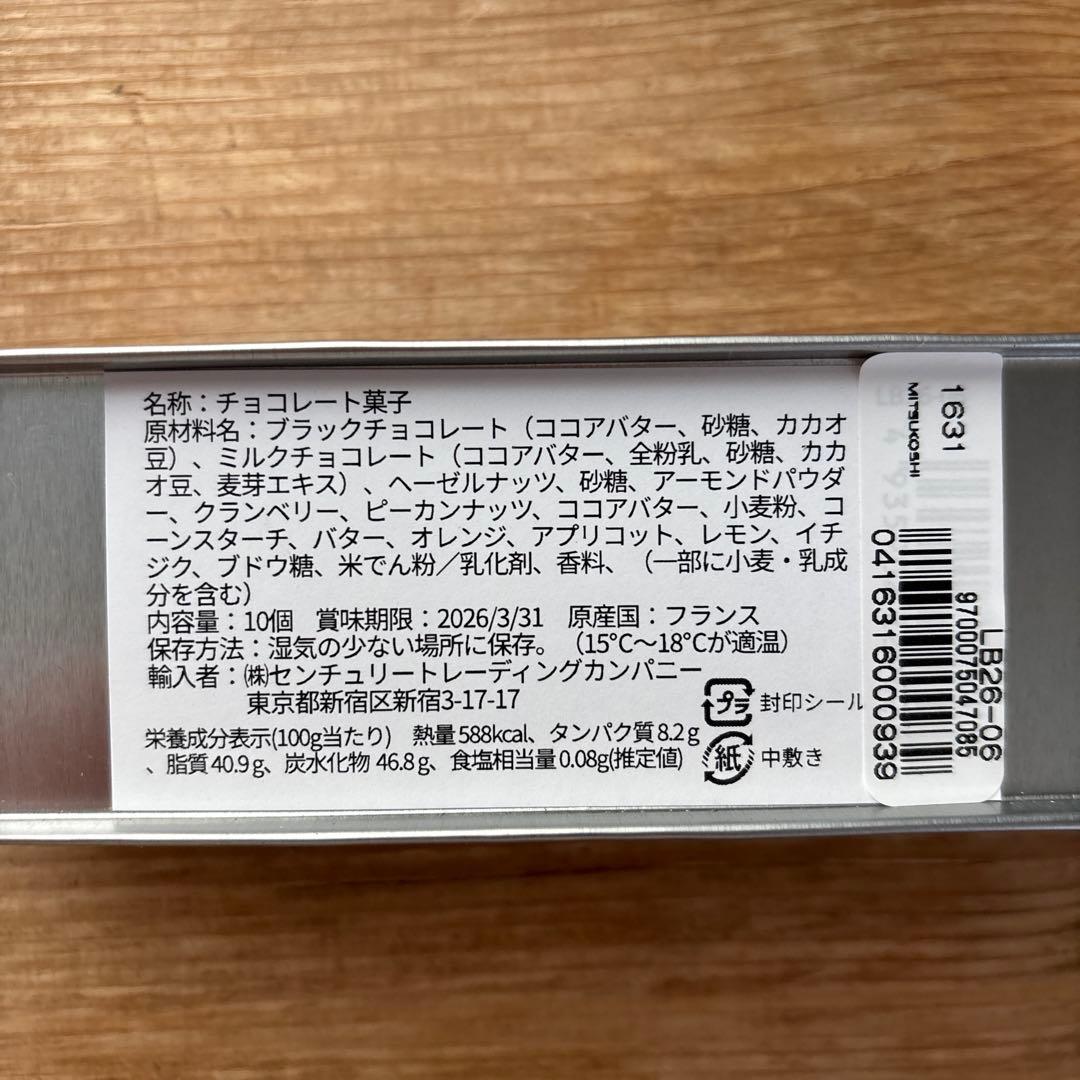 名称：チョコレート菓子
原材料名：ブラックチョコレート（ココアバター、砂糖、カカオ
豆）、ミルクチョコレート（ココアバター、全粉乳、砂糖、カカ
オ豆、麦芽エキス）、ヘーゼルナッツ、砂糖、アーモンドパウダ
ー、クランベリー、ピーカンナッツ、ココアバター、小麦粉、コ
ーンスターチ、バター、オレンジ、アプリコット、レモン、イチ
ジク、ブドウ糖、米でん粉／乳化剤、香料、（一部に小麦・乳成
分を含む）
内容量：10個 賞味期限：2026/3/31 原産国：フランス
保存方法：湿気の少ない場所に保存。（15℃～18℃が適温）
輸入者：㈱センチュリートレーディングカンパニー
東京都新宿区新宿3-17-17
栄養成分表示(100g当たり) 熱量588kcal、タンパク質8.2g
、脂質40.9g、炭水化物 46.8g、食塩相当量0.08g(推定値)
プラ 封印シール
紙 中敷き
1631
MITSUKOSHI
0416316000939
9700075047085
LB26-06